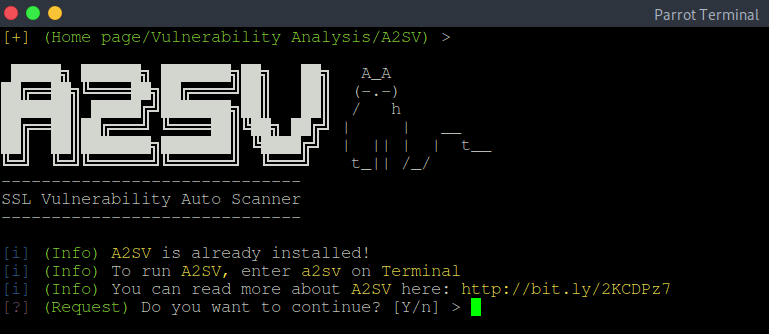 Parrot Terminal
[+] (Home page/Vulnerability Analysis/A2SV) >
A2SV
A_A
(-.-)
/ h
| | __
| || | | t__
t_|| /_/
------------------------------
SSL Vulnerability Auto Scanner
------------------------------
[i] (Info) A2SV is already installed!
[i] (Info) To run A2SV, enter a2sv on Terminal
[i] (Info) You can read more about A2SV here: http://bit.ly/2KCDPz7
[?] (Request) Do you want to continue? [Y/n] >